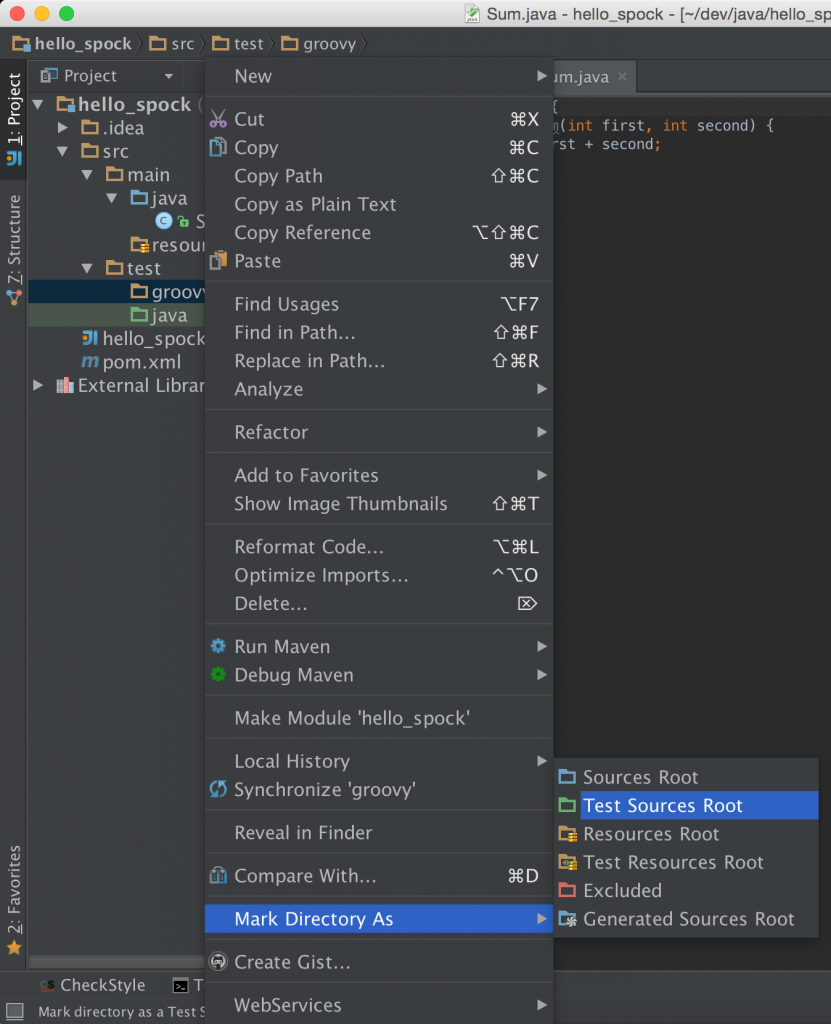 Sum.java - hello_spock - [~/dev/java/hello_sp
hello_spock src test groovy
1: Project
Z: Structure
2: Favorites
Project
hello_spock (
.idea
src
main
java
C S
resour
test
groovy
java
hello_spock
m pom.xml
External Librar
um.java
{
(int first, int second) {
rst + second;
New
Cut ⌘X
Copy ⌘C
Copy Path ⇧⌘C
Copy as Plain Text
Copy Reference ⌥⇧⌘C
Paste ⌘V
Find Usages ⌥F7
Find in Path... ⇧⌘F
Replace in Path... ⇧⌘R
Analyze
Refactor
Add to Favorites
Show Image Thumbnails ⇧⌘T
Reformat Code... ⌥⌘L
Optimize Imports... ^⌥O
Delete... ⌦
Run Maven
Debug Maven
Make Module 'hello_spock'
Local History
Synchronize 'groovy'
Reveal in Finder
Compare With... ⌘D
Mark Directory As
Create Gist...
WebServices
Sources Root
Test Sources Root
Resources Root
Test Resources Root
Excluded
Generated Sources Root
CS CheckStyle T
Mark directory as a Test S